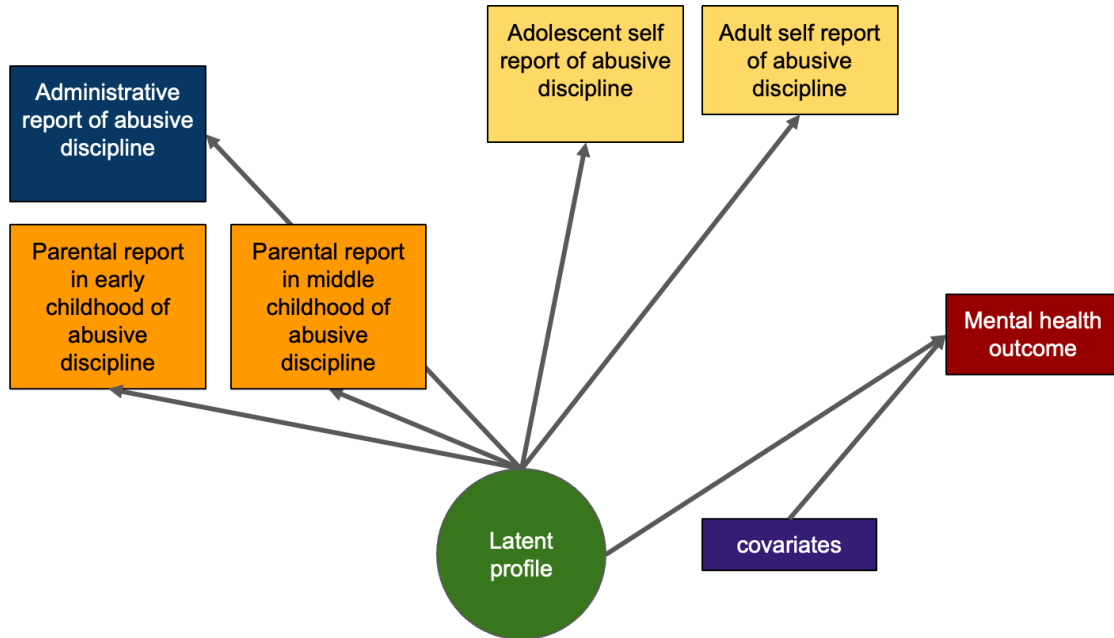 Administrative
report of abusive
discipline
Adolescent self
report of abusive
discipline
Adult self report
of abusive
discipline
Parental report
in early
childhood of
abusive
discipline
Parental report
in middle
childhood of
abusive
discipline
Mental health
outcome
Latent
profile
covariates